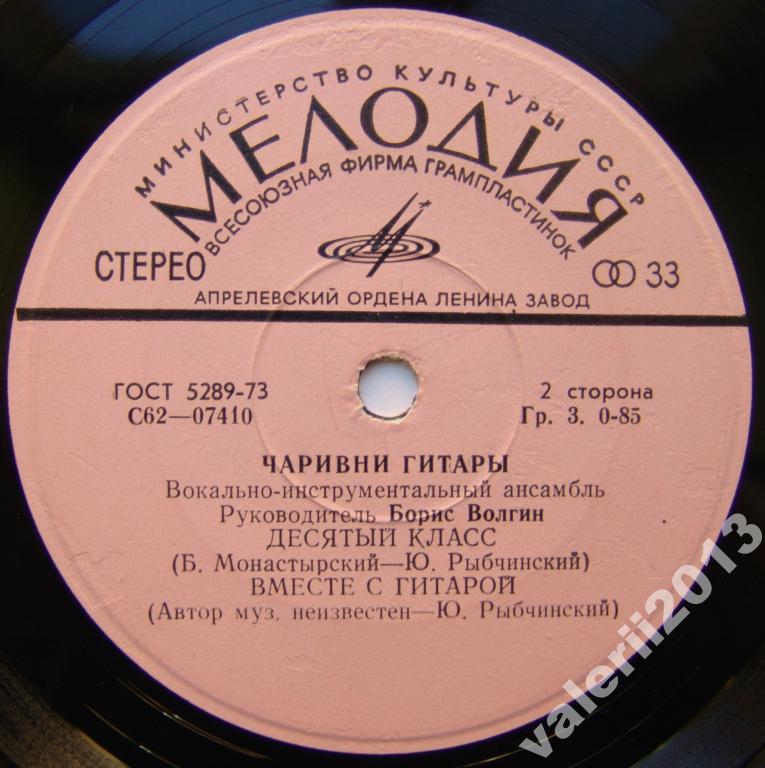 МИНИСТЕРСТВО КУЛЬТУРЫ СССР
МЕЛОДИЯ
ВСЕСОЮЗНАЯ ФИРМА ГРАМПЛАСТИНОК
СТЕРЕО
33
АПРЕЛЕВСКИЙ ОРДЕНА ЛЕНИНА ЗАВОД
ГОСТ 5289-73 2 сторона
С62—07410 Гр. 3. 0-85
ЧАРИВНИ ГИТАРЫ
Вокально-инструментальный ансамбль
Руководитель Борис Волгин
ДЕСЯТЫЙ КЛАСС
(Б. Монастырский—Ю. Рыбчинский)
ВМЕСТЕ С ГИТАРОЙ
(Автор муз. неизвестен—Ю. Рыбчинский)
valerii2013